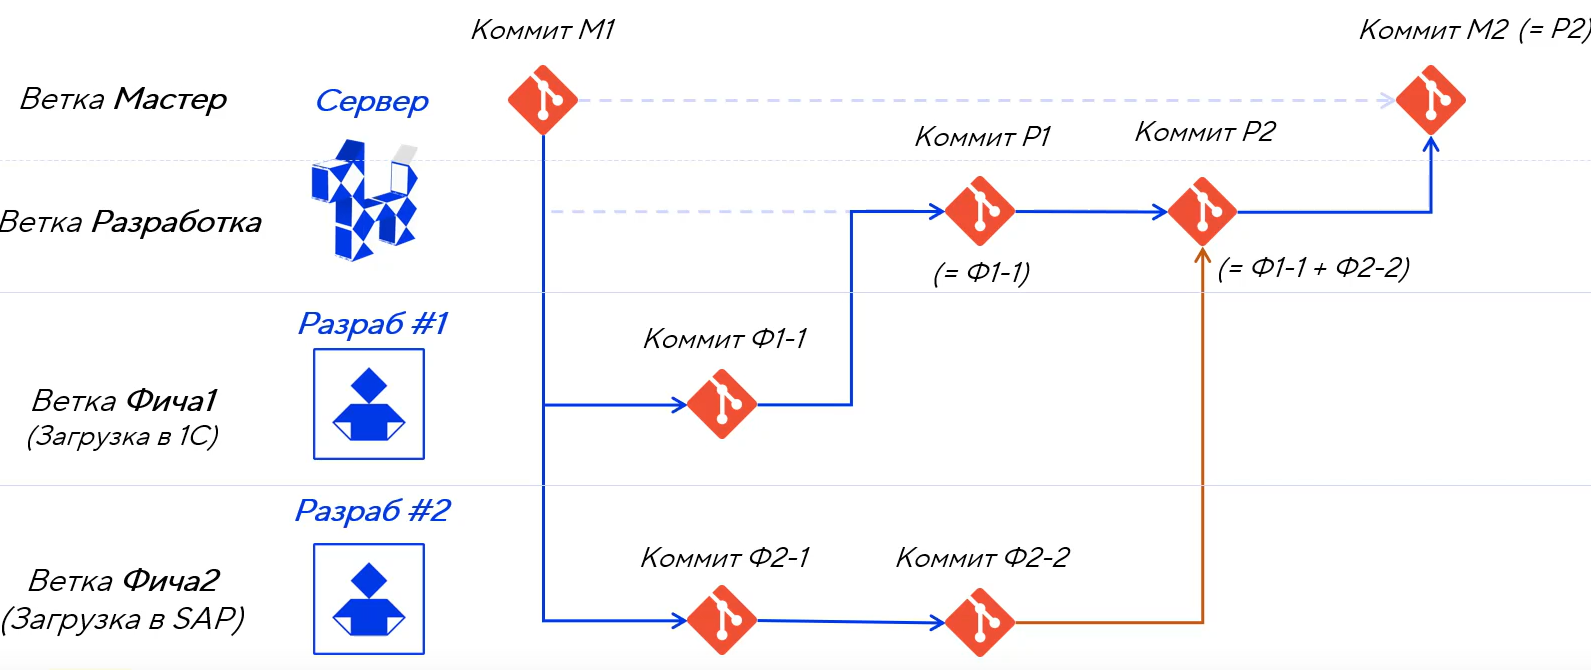 Коммит М1
Коммит М2 (= Р2)
Ветка Мастер
Сервер
Коммит Р1
Коммит Р2
Ветка Разработка
(= Ф1-1)
(= Ф1-1 + Ф2-2)
Разраб #1
Коммит Ф1-1
Ветка Фича1
(Загрузка в 1С)
Разраб #2
Коммит Ф2-1
Коммит Ф2-2
Ветка Фича2
(Загрузка в SAP)